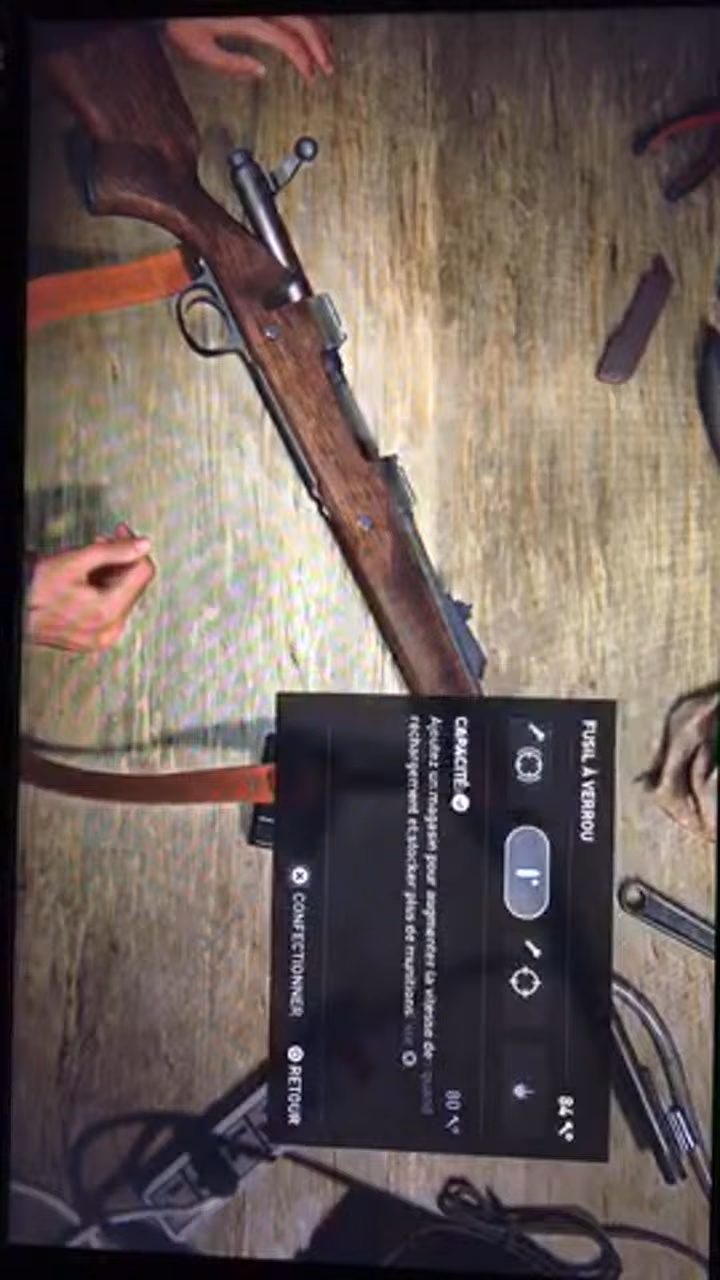 FUSIL À VERROU
84
CAPACITÉ
80
Ajoutez un magasin pour augmenter la vitesse de
rechargement et stocker plus de munitions.
CONFECTIONNER
RETOUR